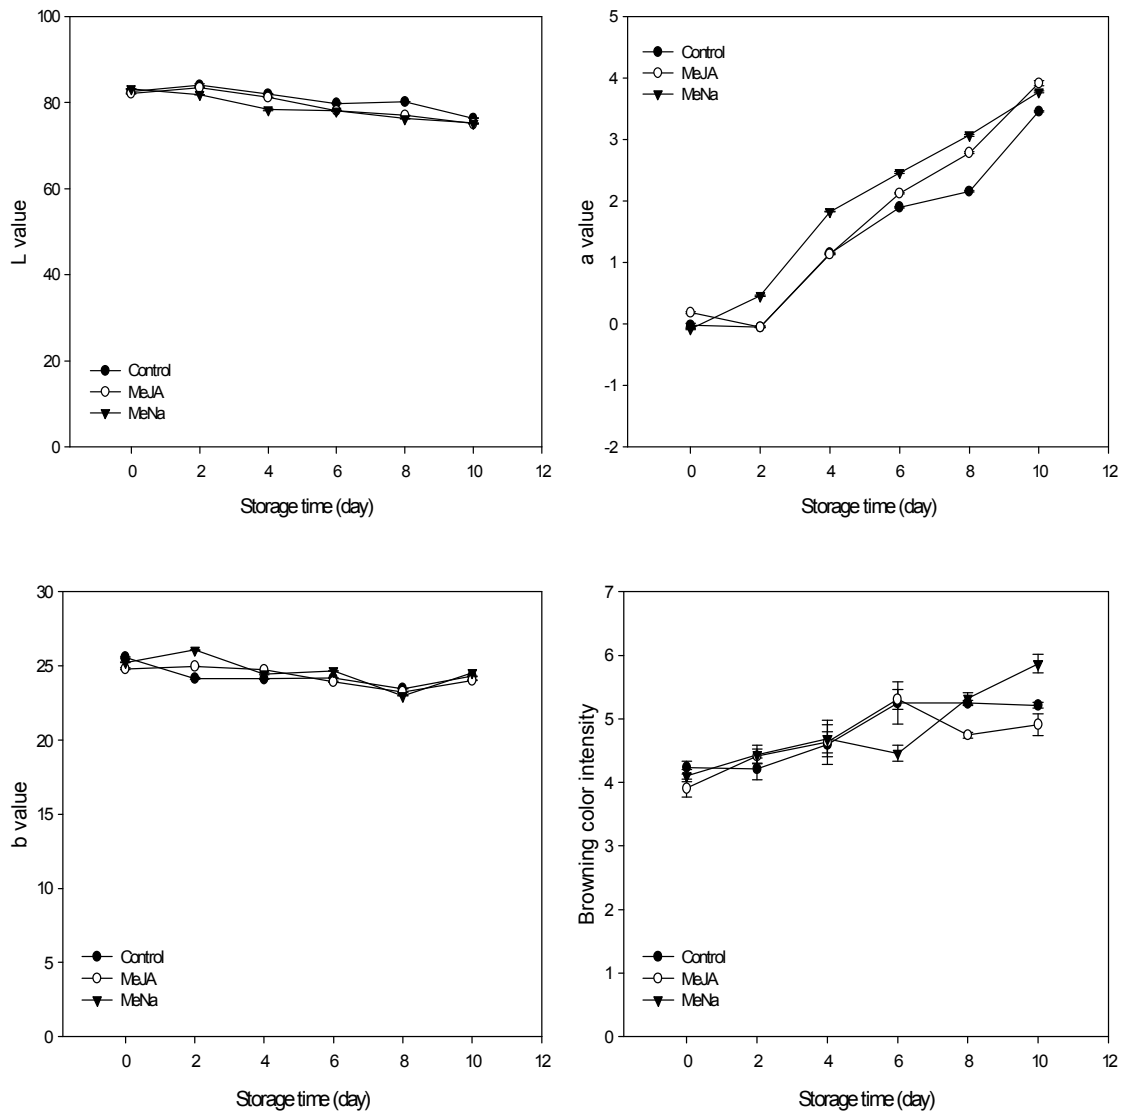 100
80
60
40
20
0
L value
Control
MeJA
MeNa
0 2 4 6 8 10 12
Storage time (day)
5
4
3
2
1
0
-1
-2
a value
Control
MeJA
MeNa
0 2 4 6 8 10 12
Storage time (day)
30
25
20
15
10
5
0
b value
Control
MeJA
MeNa
0 2 4 6 8 10 12
Storage time (day)
7
6
5
4
3
2
1
0
Browning color intensity
Control
MeJA
MeNa
0 2 4 6 8 10 12
Storage time (day)